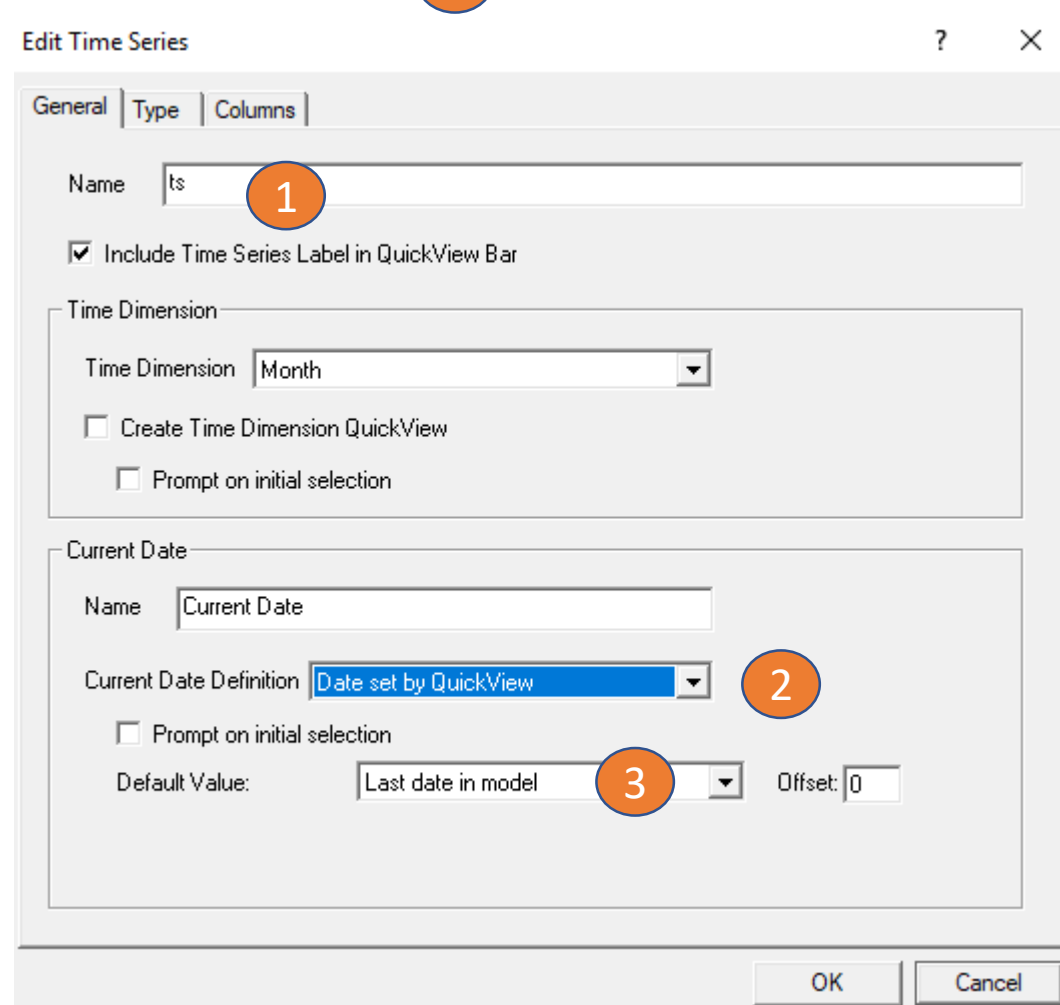 Edit Time Series ?
General Type Columns
Name ts 1
Include Time Series Label in QuickView Bar
Time Dimension
Time Dimension Month
Create Time Dimension QuickView
Prompt on initial selection
Current Date
Name Current Date
Current Date Definition Date set by QuickView 2
Prompt on initial selection
Default Value: Last date in model 3 Offset: 0
OK Cancel